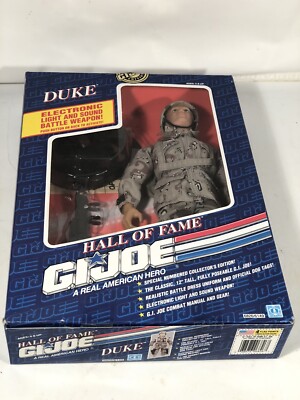 DUKE
ELECTRONIC
LIGHT AND SOUND
BATTLE WEAPON!
HALL OF FAME
G.I.JOE
A REAL AMERICAN HERO
• SPECIAL NUMBERED COLLECTOR'S EDITION!
• THE CLASSIC, 12" TALL, FULLY POSEABLE G.I. JOE!
• REALISTIC BATTLE DRESS UNIFORM AND OFFICIAL DOG TAGS!
• ELECTRONIC LIGHT AND SOUND WEAPON!
• G.I. JOE COMBAT MANUAL AND GEAR!
HALL OF FAME
G.I.JOE
A REAL AMERICAN HERO
DUKE